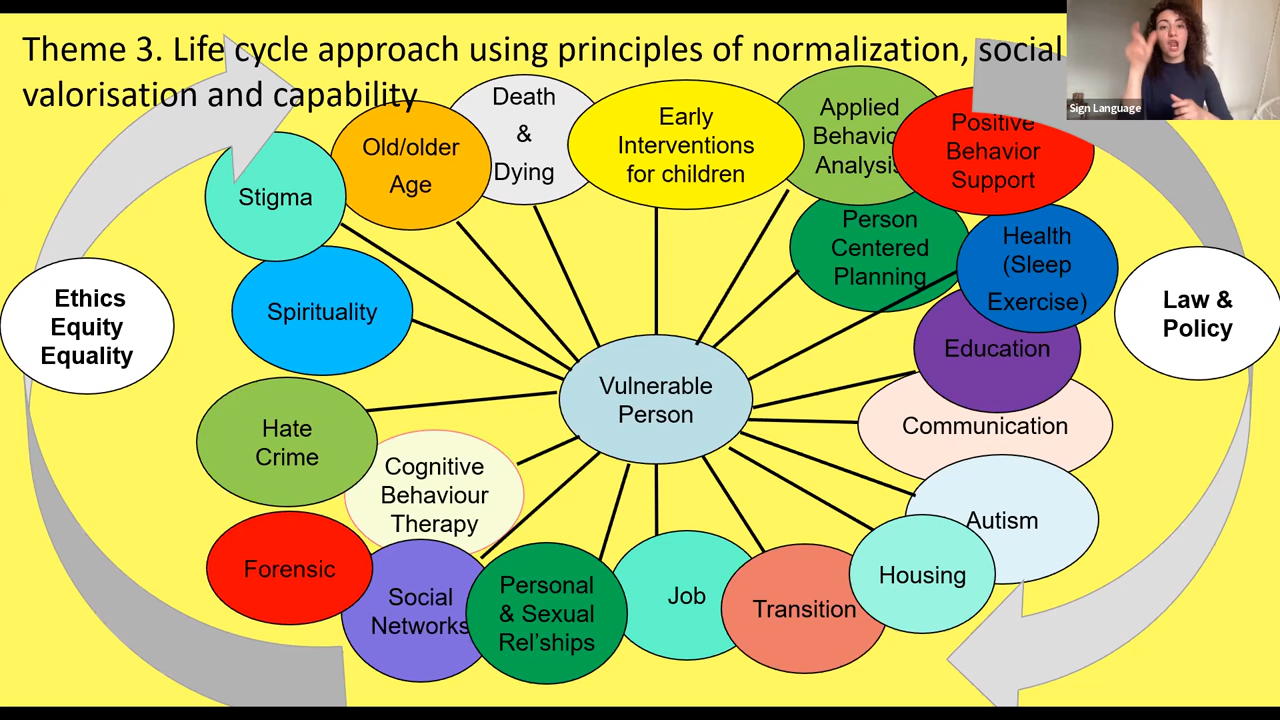 Theme 3. Life cycle approach using principles of normalization, social
valorisation and capability
Sign Language
Death
&
Dying
Early
Interventions
for children
Applied
Behavior
Analysis
Positive
Behavior
Support
Old/older
Age
Stigma
Person
Centered
Planning
Health
(Sleep
Exercise)
Ethics
Equity
Equality
Spirituality
Law &
Policy
Education
Vulnerable
Person
Communication
Hate
Crime
Cognitive
Behaviour
Therapy
Autism
Forensic
Social
Networks
Personal
& Sexual
Rel'ships
Job
Transition
Housing